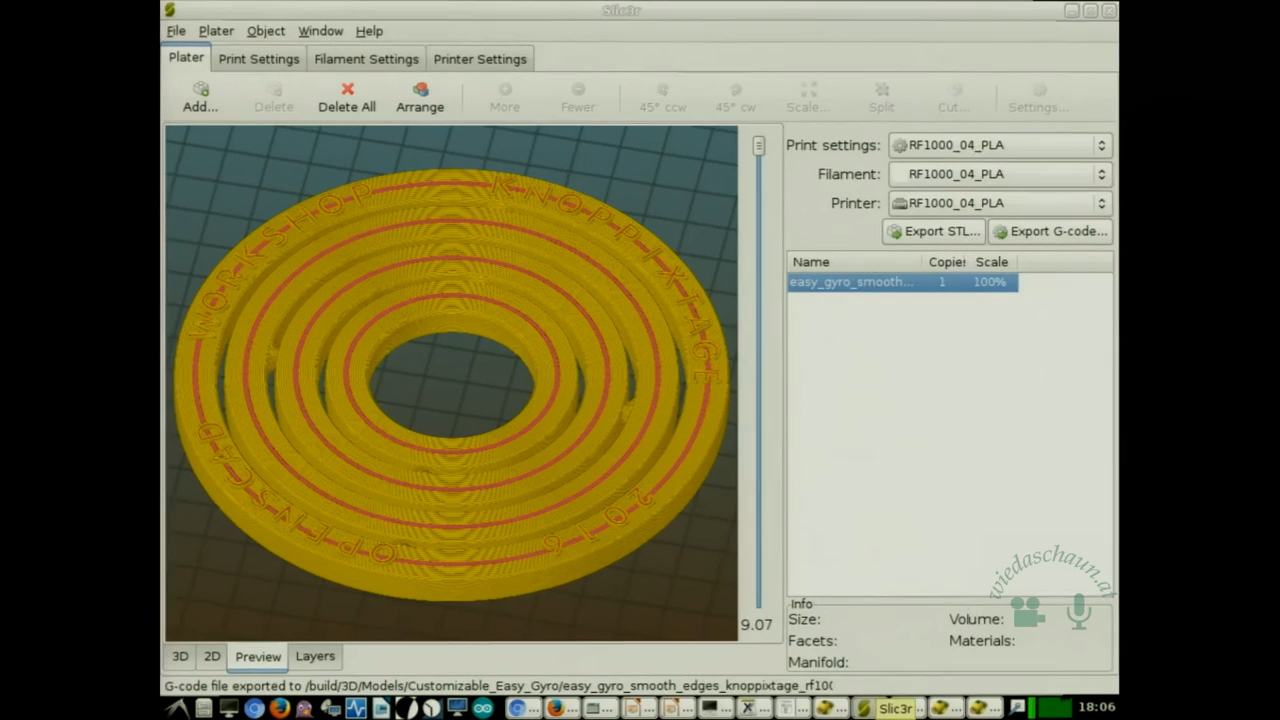 Slic3r
File Plater Object Window Help
Plater Print Settings Filament Settings Printer Settings
Add... Delete Delete All Arrange More Fewer 45° ccw 45° cw Scale... Split Cut... Settings...
Print settings: RF1000_04_PLA
Filament: RF1000_04_PLA
Printer: RF1000_04_PLA
Export STL... Export G-code...
Name Copies Scale
easy_gyro_smooth... 1 100%
WORKSHOP KNOPPIXTAGE
OPENSCAD 2016
9.07
wiedaschaun.at
Info
Size: Volume:
Facets: Materials:
Manifold:
3D 2D Preview Layers
G-code file exported to /build/3D/Models/Customizable_Easy_Gyro/easy_gyro_smooth_edges_knoppixtage_rf10
Slic3r 18:06